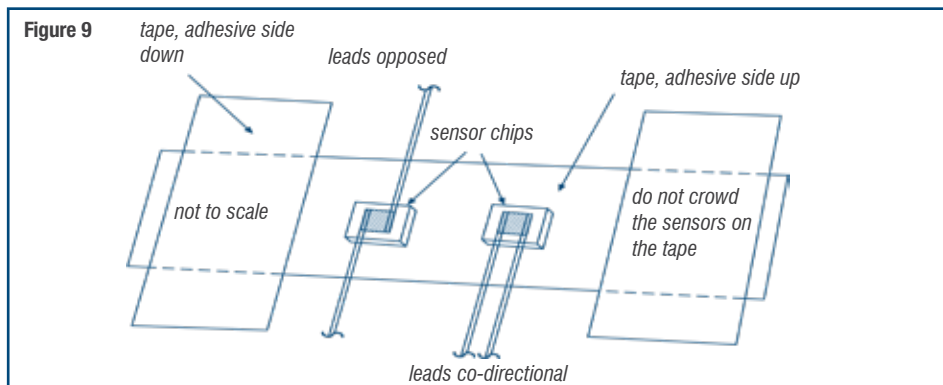 Figure 9
tape, adhesive side
down
leads opposed
tape, adhesive side up
sensor chips
not to scale
do not crowd
the sensors on
the tape
leads co-directional